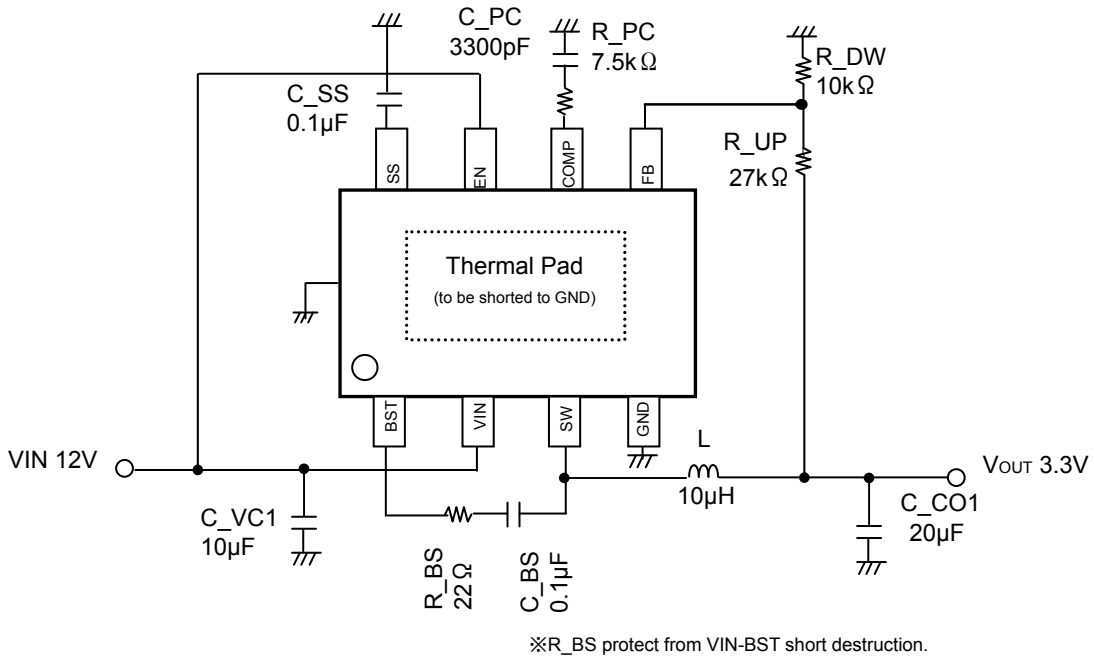 C_PC
3300pF
R_PC
7.5kΩ
R_DW
10kΩ
C_SS
0.1µF
R_UP
27kΩ
SS
EN
COMP
FB
Thermal Pad
(to be shorted to GND)
BST
VIN
SW
GND
VIN 12V
L
10µH
VOUT 3.3V
C_VC1
10µF
C_CO1
20µF
R_BS
22Ω
C_BS
0.1µF
※R_BS protect from VIN-BST short destruction.